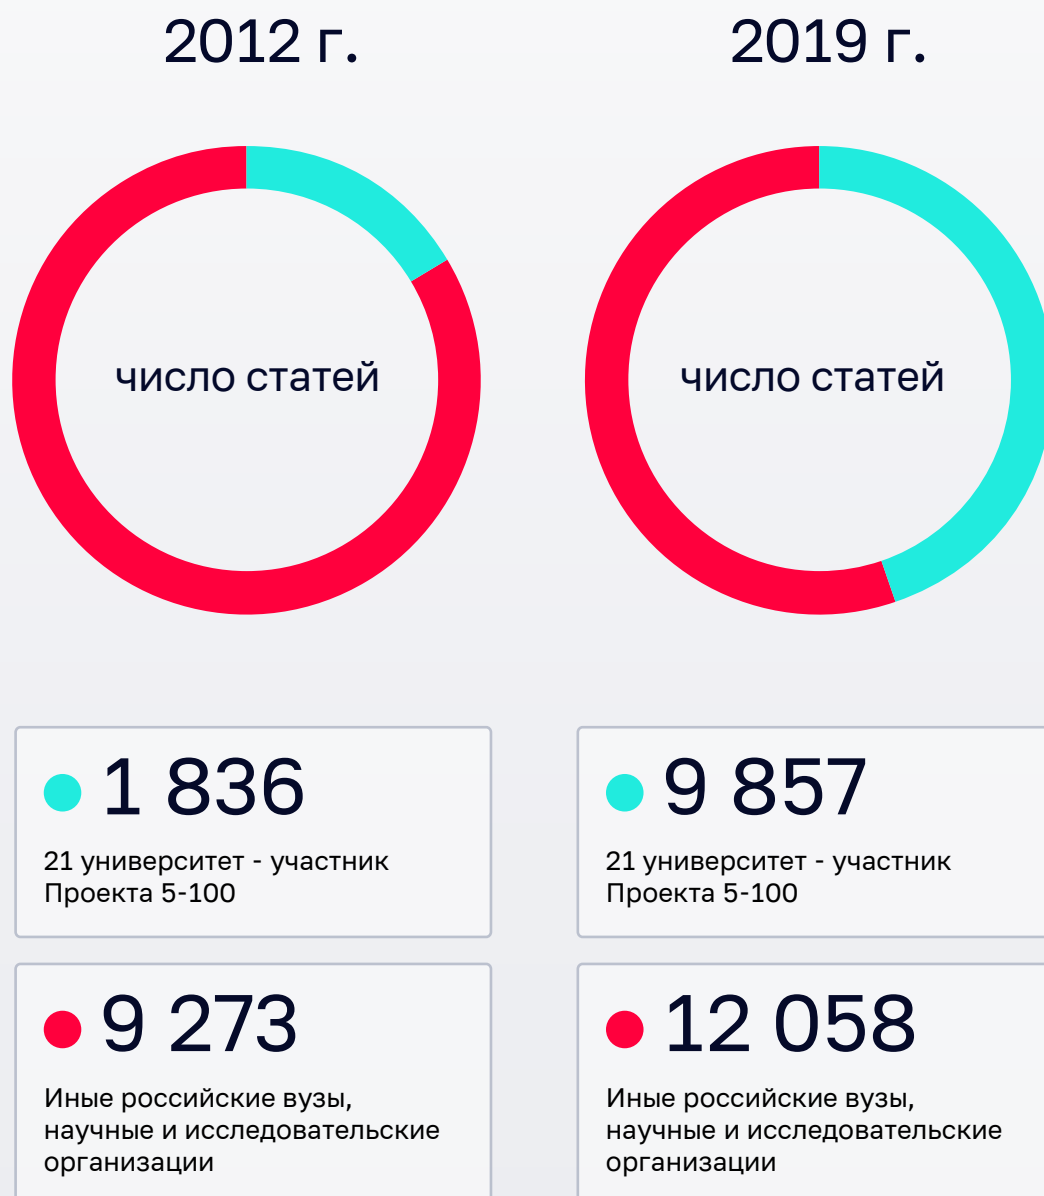 2012 г.
2019 г.
число статей
число статей
1 836
21 университет - участник
Проекта 5-100
9 857
21 университет - участник
Проекта 5-100
9 273
Иные российские вузы,
научные и исследовательские
организации
12 058
Иные российские вузы,
научные и исследовательские
организации